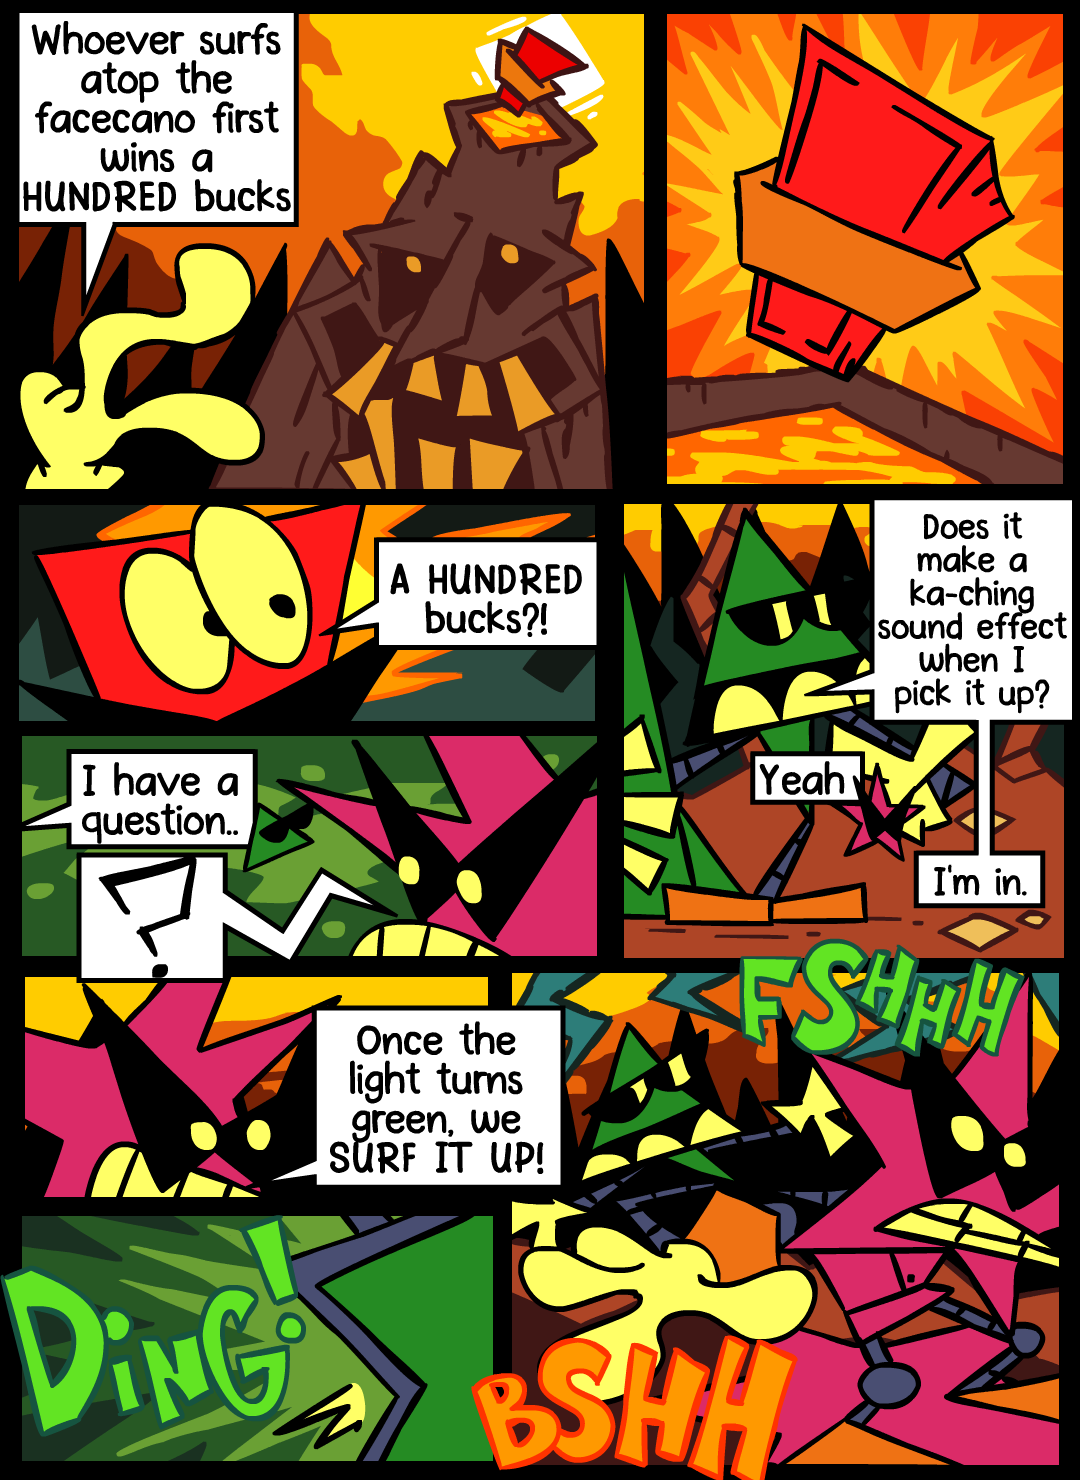 Whoever surfs
atop the
facecano first
wins a
HUNDRED bucks
A HUNDRED
bucks?!
Does it
make a
ka-ching
sound effect
when I
pick it up?
Yeah
I'm in.
I have a
question..
?
Once the
light turns
green, we
SURF IT UP!
FSHHH
DiNG!
BSHH